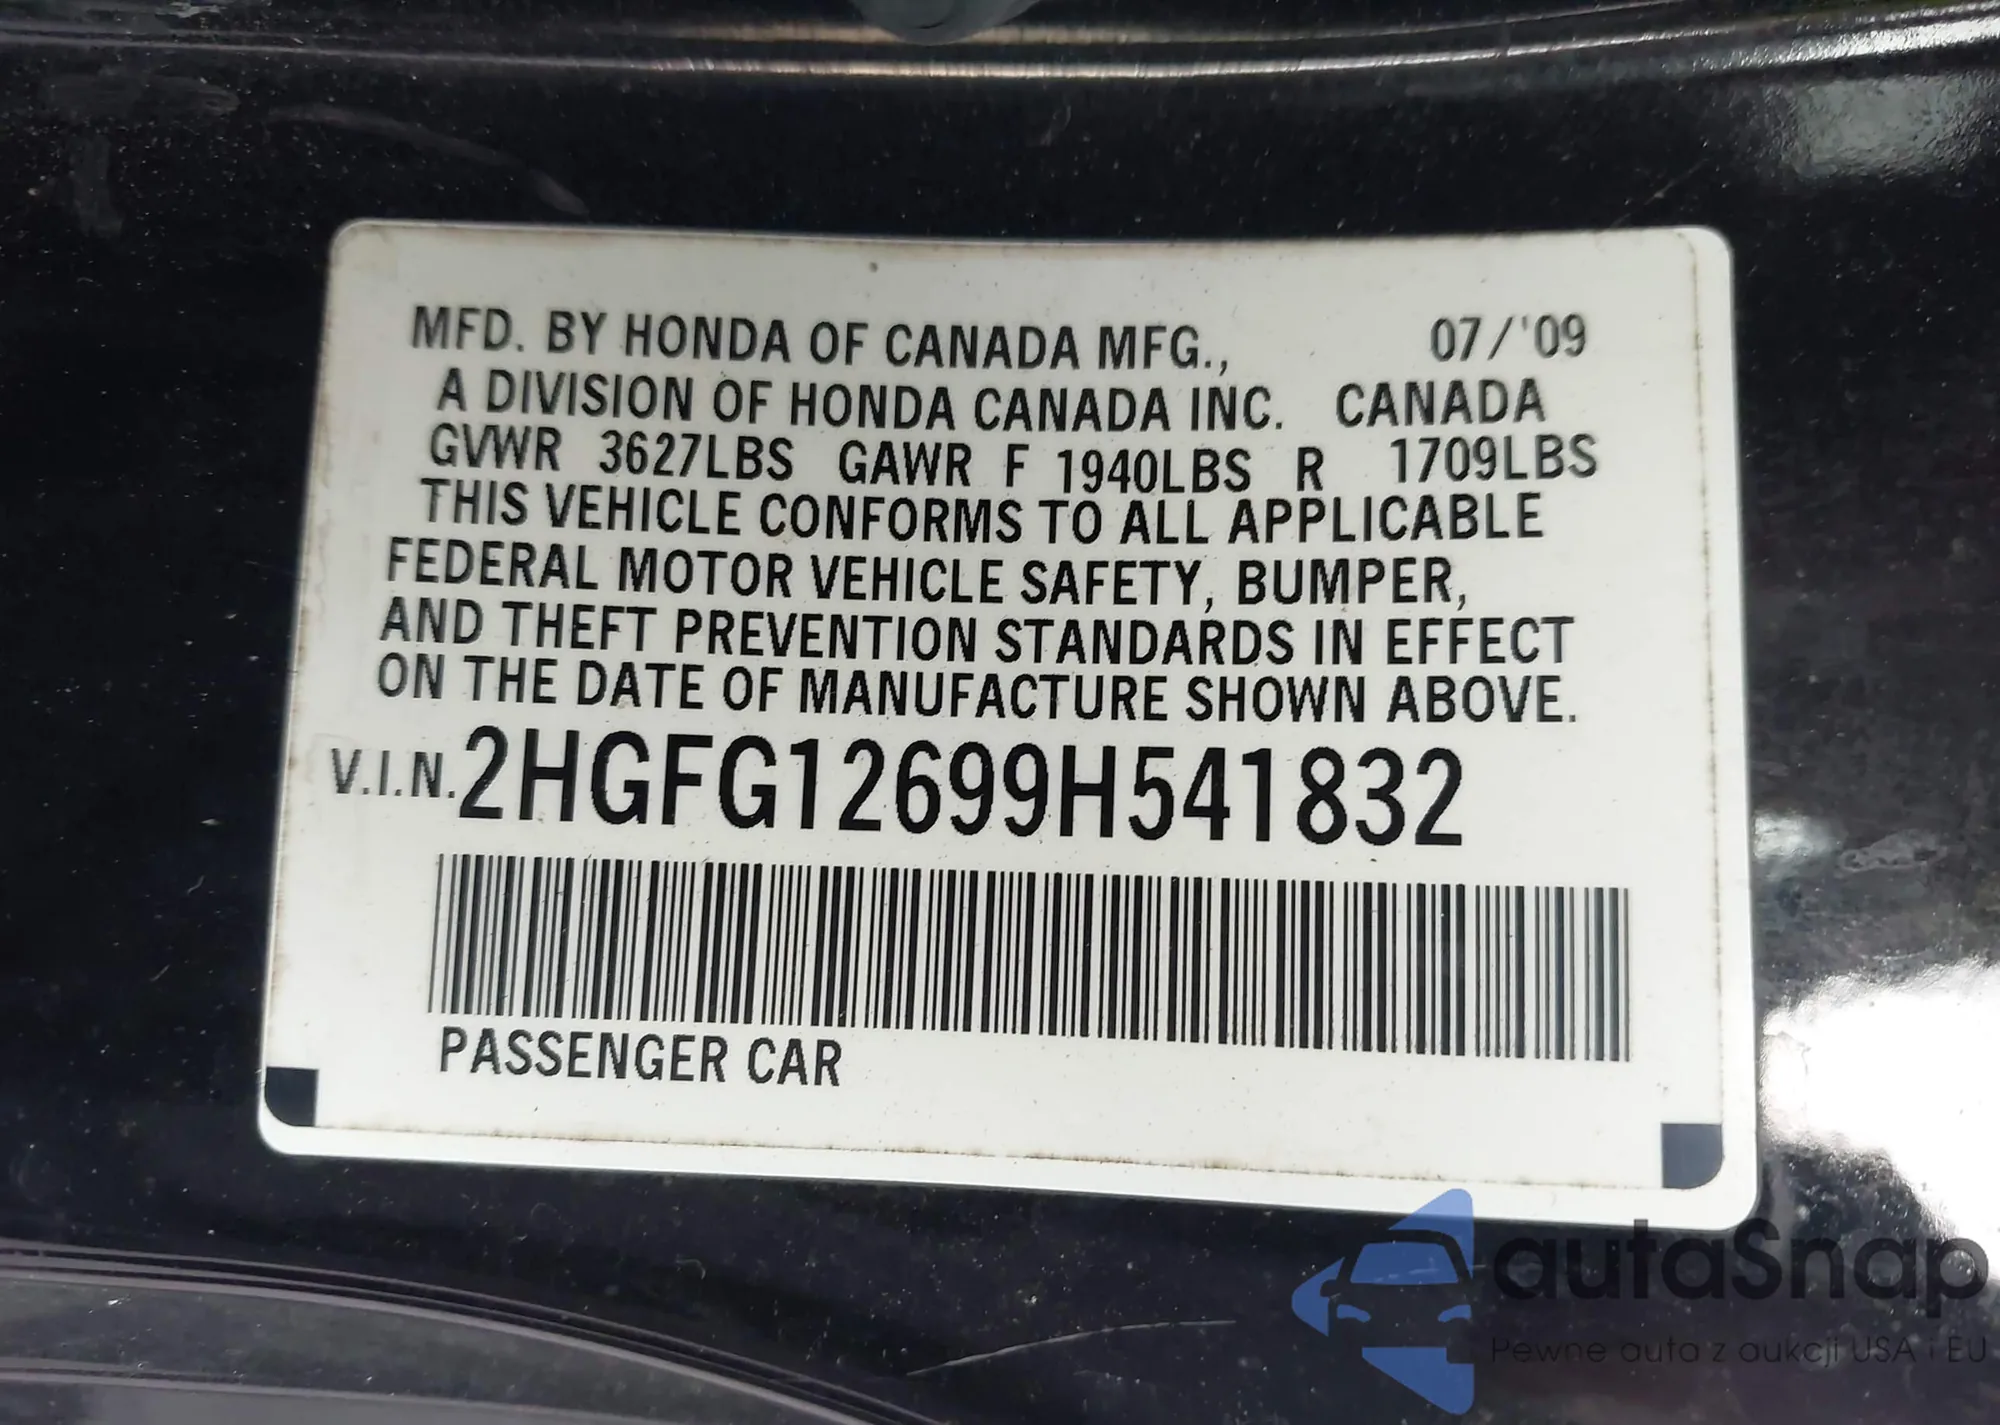 MFD. BY HONDA OF CANADA MFG., 07/'09
A DIVISION OF HONDA CANADA INC. CANADA
GVWR 3627LBS GAWR F 1940LBS R 1709LBS
THIS VEHICLE CONFORMS TO ALL APPLICABLE
FEDERAL MOTOR VEHICLE SAFETY, BUMPER,
AND THEFT PREVENTION STANDARDS IN EFFECT
ON THE DATE OF MANUFACTURE SHOWN ABOVE.
V.I.N. 2HGFG12699H541832
PASSENGER CAR
autaSnap
Pewne auta z aukcji USA i EU